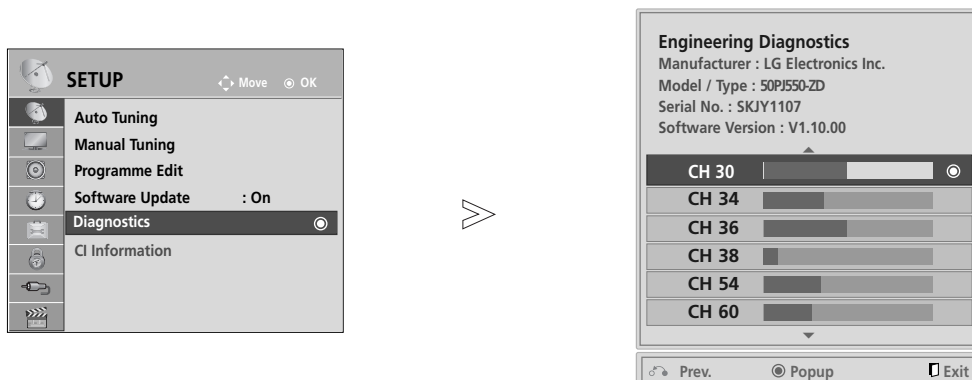 SETUP
Move
OK
Auto Tuning
Manual Tuning
Programme Edit
Software Update : On
Diagnostics
CI Information
Engineering Diagnostics
Manufacturer : LG Electronics Inc.
Model / Type : 50PJ550-ZD
Serial No. : SKJY1107
Software Version : V1.10.00
CH 30
CH 34
CH 36
CH 38
CH 54
CH 60
Prev.
Popup
Exit